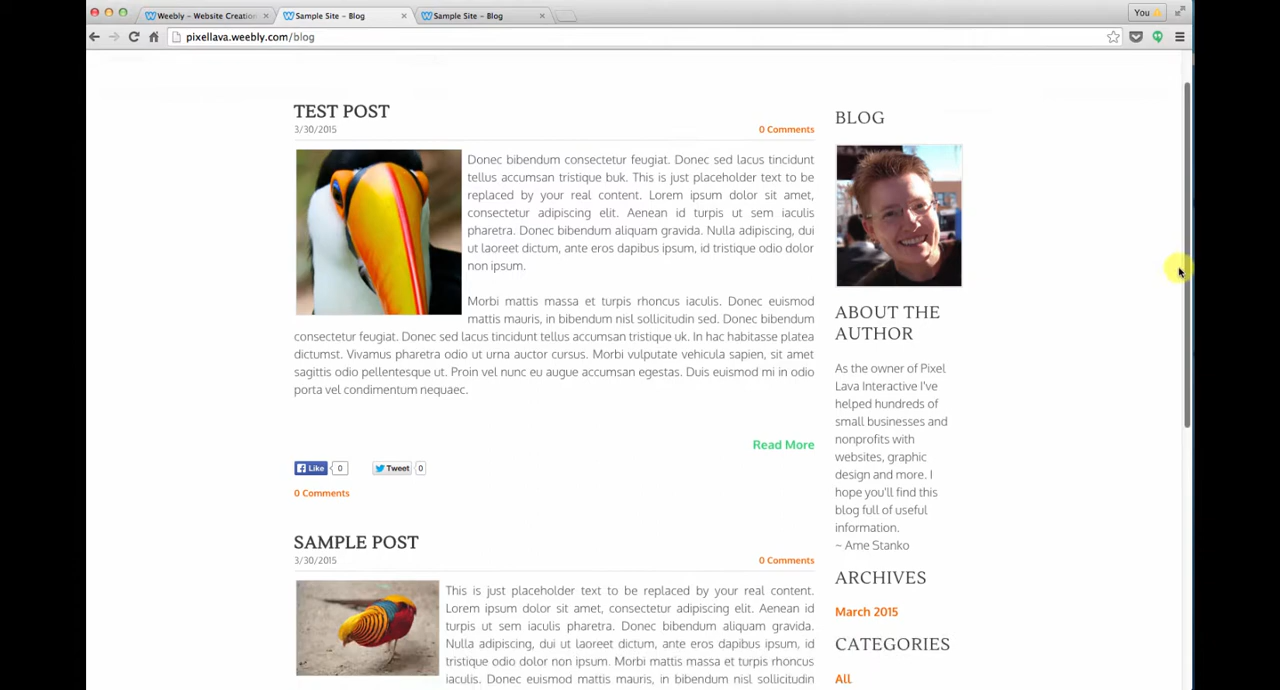 Weebly - Website Creation
Sample Site - Blog
Sample Site - Blog
You
pixellava.weebly.com/blog
TEST POST
3/30/2015
0 Comments
Donec bibendum consectetur feugiat. Donec sed lacus tincidunt
tellus accumsan tristique buk. This is just placeholder text to be
replaced by your real content. Lorem ipsum dolor sit amet,
consectetur adipiscing elit. Aenean id turpis ut sem iaculis
pharetra. Donec bibendum aliquam gravida. Nulla adipiscing, dui
ut laoreet dictum, ante eros dapibus ipsum, id tristique odio dolor
non ipsum.
Morbi mattis massa et turpis rhoncus iaculis. Donec euismod
mattis mauris, in bibendum nisl sollicitudin sed. Donec bibendum
consectetur feugiat. Donec sed lacus tincidunt tellus accumsan tristique uk. In hac habitasse platea
dictumst. Vivamus pharetra odio ut urna auctor cursus. Morbi vulputate vehicula sapien, sit amet
sagittis odio pellentesque ut. Proin vel nunc eu augue accumsan egestas. Duis euismod mi in odio
porta vel condimentum nequaec.
Read More
Like 0
Tweet 0
0 Comments
SAMPLE POST
3/30/2015
0 Comments
This is just placeholder text to be replaced by your real content.
Lorem ipsum dolor sit amet, consectetur adipiscing elit. Aenean id
turpis ut sem iaculis pharetra. Donec bibendum aliquam gravida.
Nulla adipiscing, dui ut laoreet dictum, ante eros dapibus ipsum, id
tristique odio dolor non ipsum. Morbi mattis massa et turpis rhoncus
iaculis. Donec euismod mattis mauris, in bibendum nisl sollicitudin
BLOG
ABOUT THE
AUTHOR
As the owner of Pixel
Lava Interactive I've
helped hundreds of
small businesses and
nonprofits with
websites, graphic
design and more. I
hope you'll find this
blog full of useful
information.
~ Ame Stanko
ARCHIVES
March 2015
CATEGORIES
All